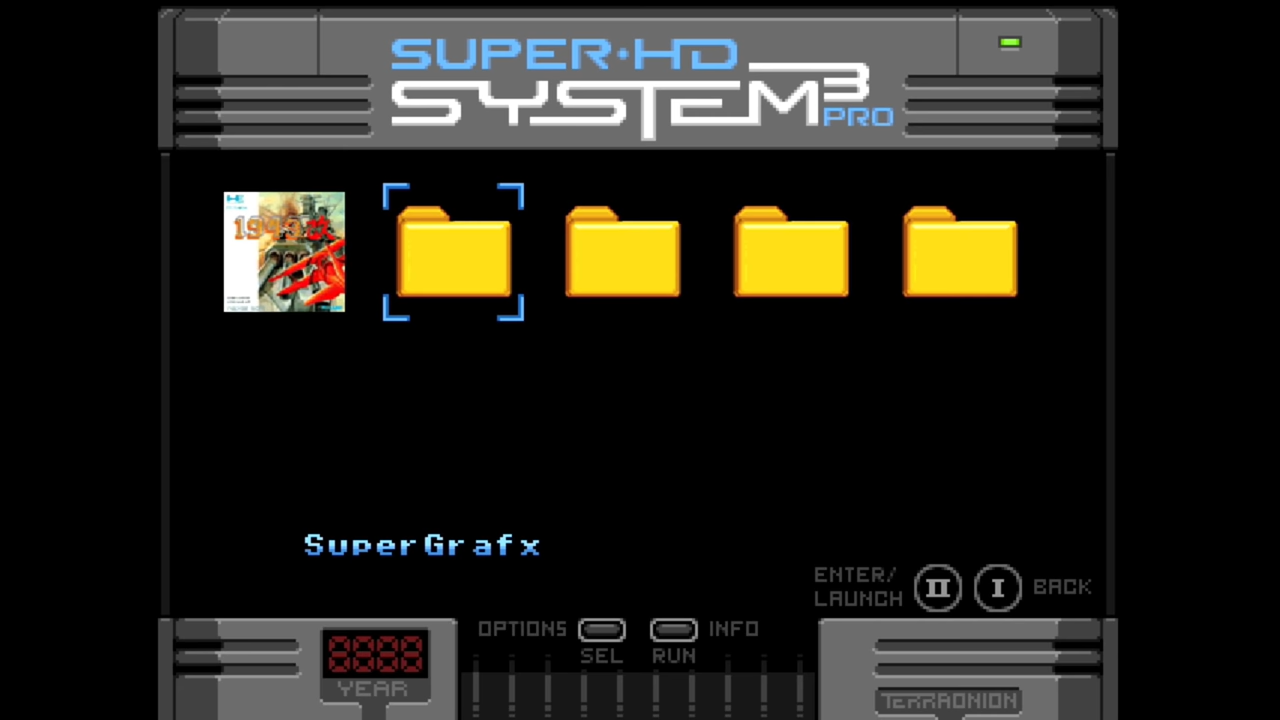 SUPER·HD
SYSTEM3
PRO
SuperGrafx
ENTER/
LAUNCH
II
I
BACK
OPTIONS
INFO
SEL
RUN
8888
YEAR
TERRAONION